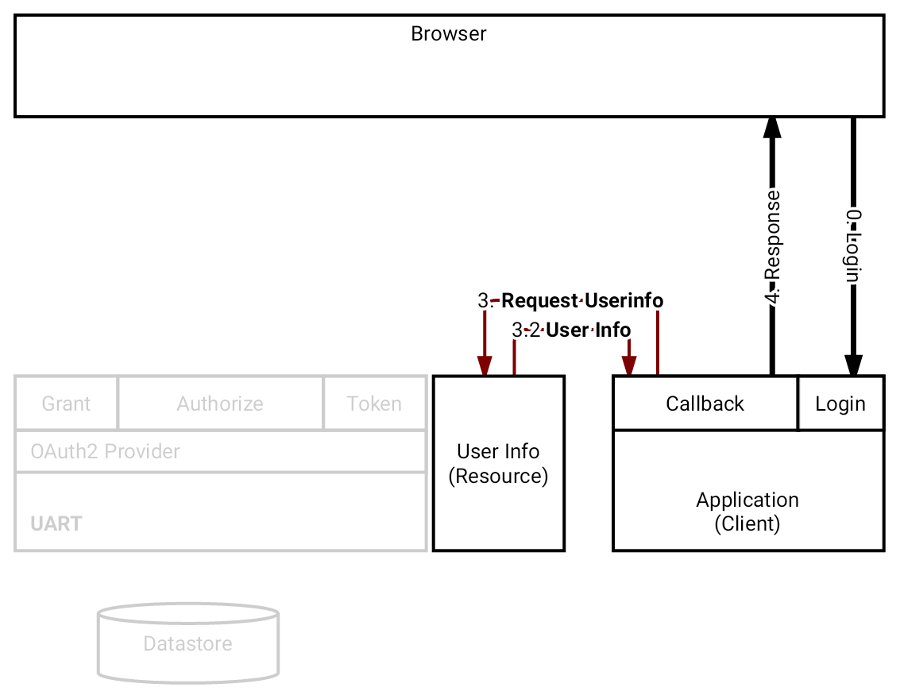 Browser
4. Response
0. Login
3. Request Userinfo
3.2 User Info
Grant
Authorize
Token
Callback
Login
OAuth2 Provider
User Info
(Resource)
UART
Application
(Client)
Datastore